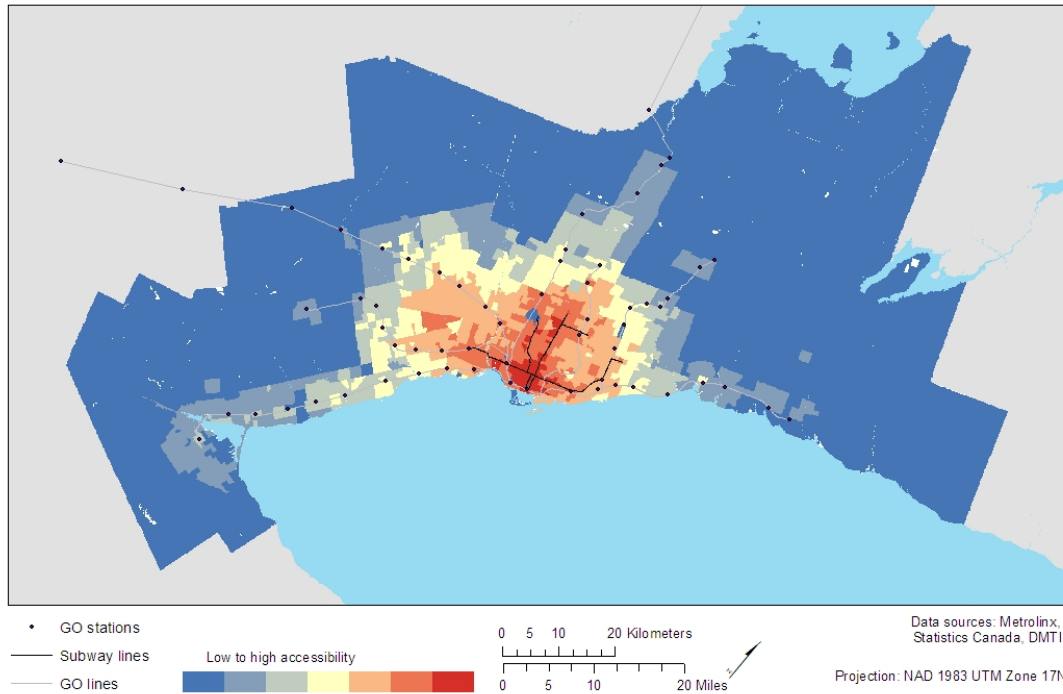 GO stations
Subway lines
GO lines
Low to high accessibility
0 5 10 20 Kilometers
0 5 10 20 Miles
Data sources: Metrolinx,
Statistics Canada, DMTI
Projection: NAD 1983 UTM Zone 17N